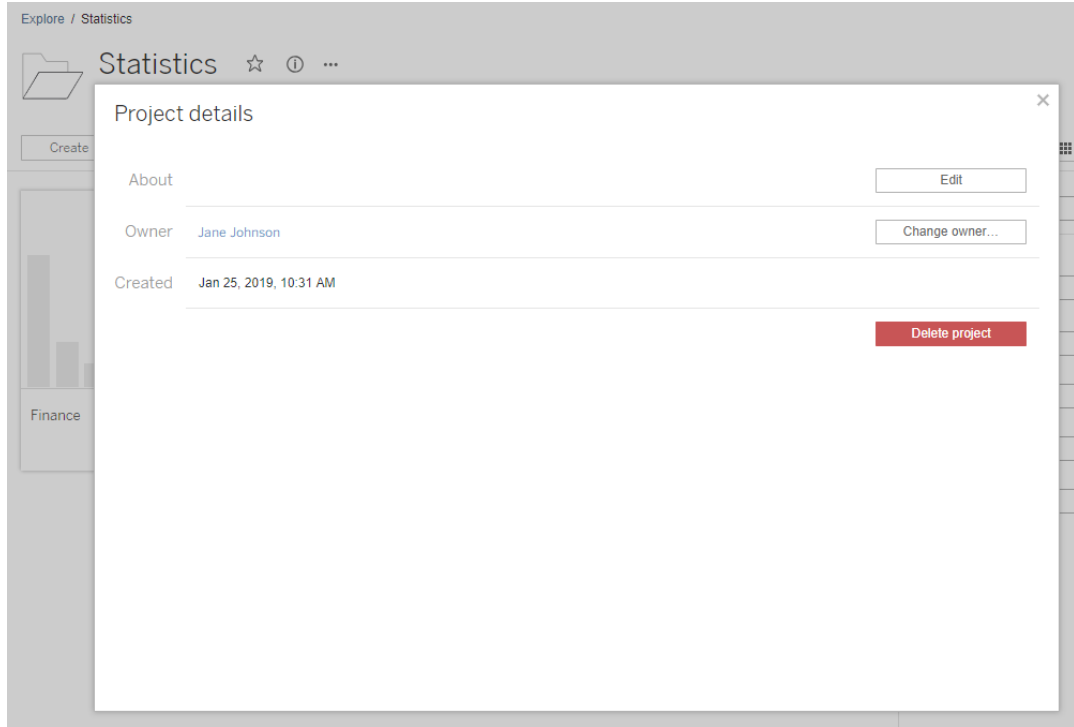 Explore / Statistics
Statistics
Create
Project details
About
Edit
Owner Jane Johnson
Change owner...
Created Jan 25, 2019, 10:31 AM
Delete project
Finance